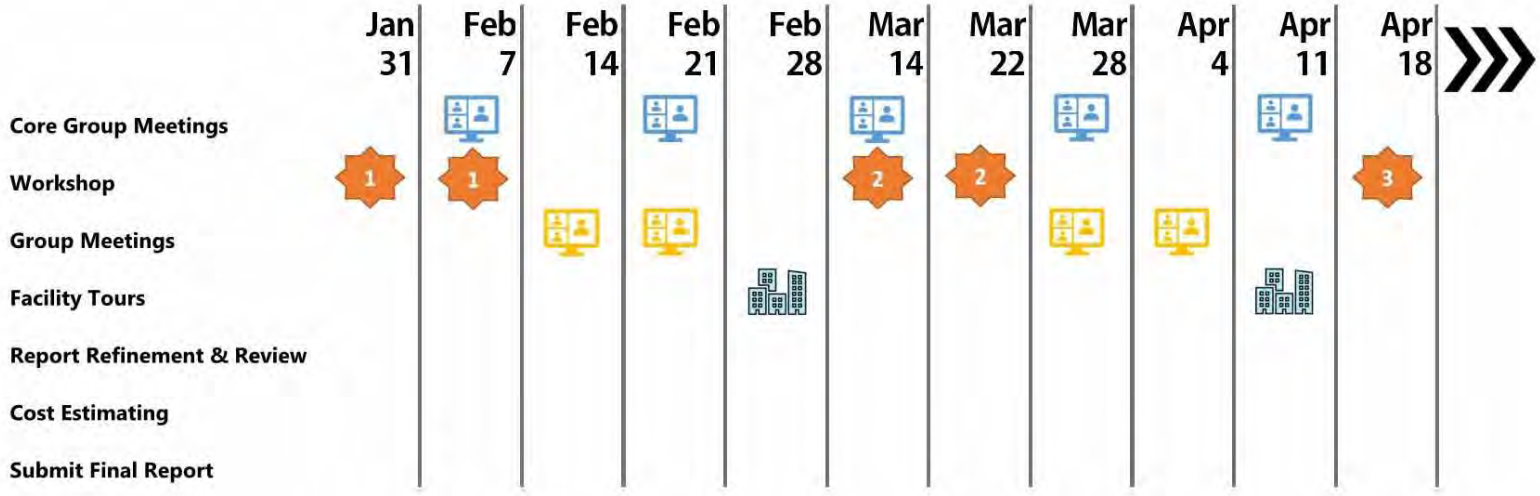 Jan Feb Feb Feb Feb Mar Mar Mar Apr Apr Apr
31 7 14 21 28 14 22 28 4 11 18
Core Group Meetings
Workshop 1 1 2 2 3
Group Meetings
Facility Tours
Report Refinement & Review
Cost Estimating
Submit Final Report